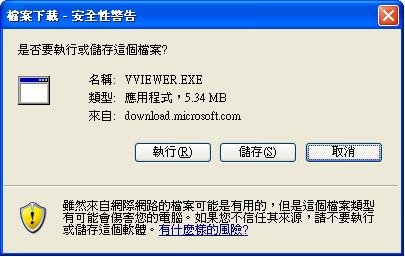 檔案下載 - 安全性警告
是否要執行或儲存這個檔案?
名稱: VVIEWER.EXE
類型: 應用程式，5.34 MB
來自: download.microsoft.com
執行(R) 儲存(S) 取消
雖然來自網際網路的檔案可能是有用的，但是這個檔案類型
有可能會傷害您的電腦。如果您不信任其來源，請不要執行
或儲存這個軟體。有什麼樣的風險?